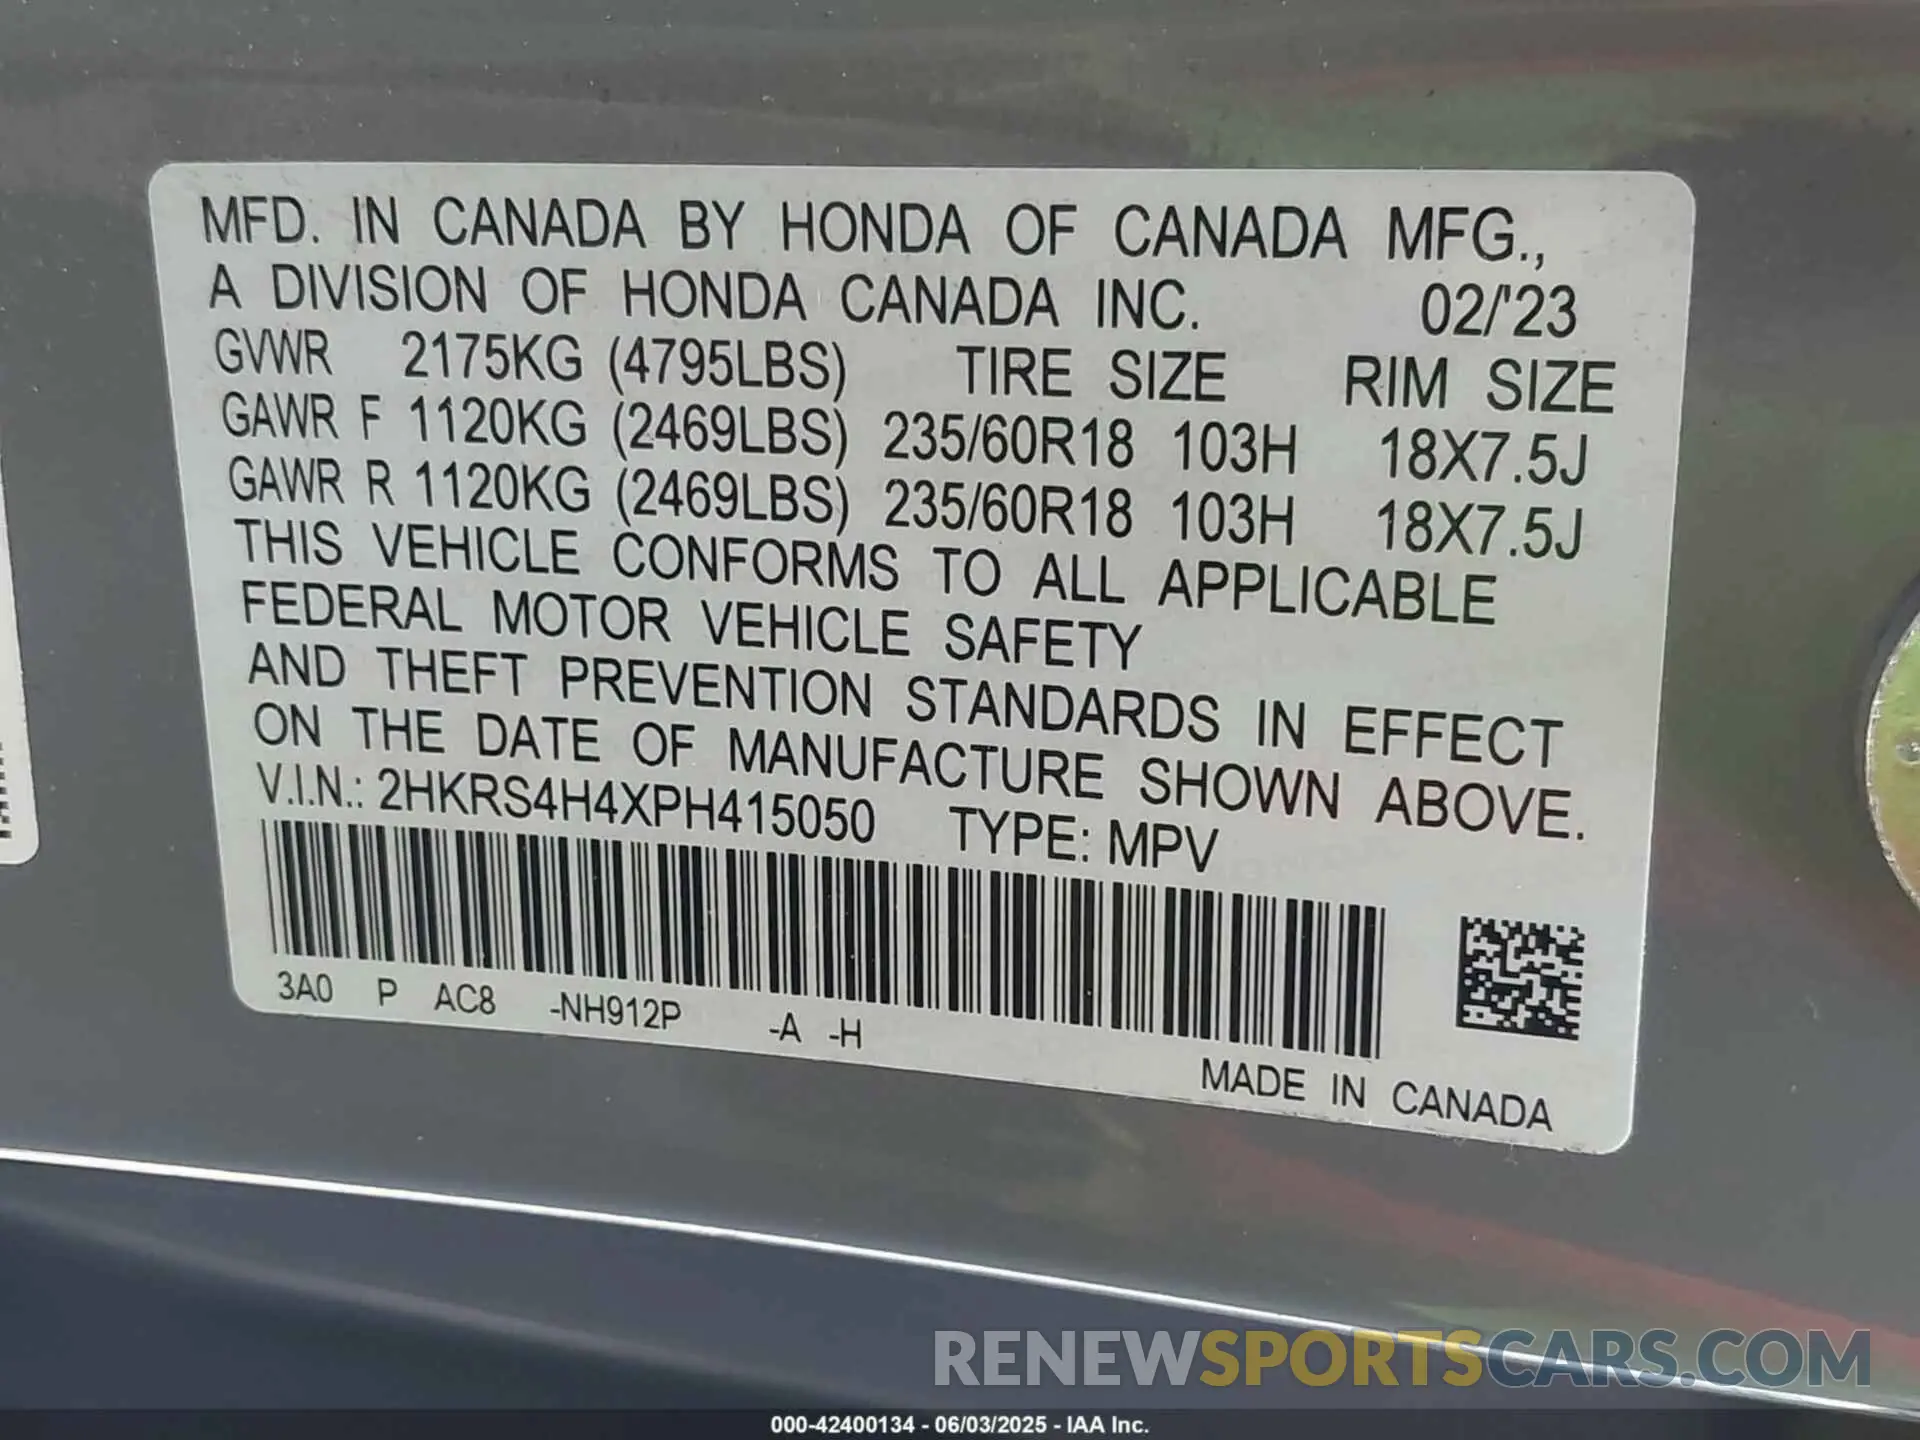 MFD. IN CANADA BY HONDA OF CANADA MFG.,
A DIVISION OF HONDA CANADA INC. 02/'23
GVWR 2175KG (4795LBS) TIRE SIZE RIM SIZE
GAWR F 1120KG (2469LBS) 235/60R18 103H 18X7.5J
GAWR R 1120KG (2469LBS) 235/60R18 103H 18X7.5J
THIS VEHICLE CONFORMS TO ALL APPLICABLE
FEDERAL MOTOR VEHICLE SAFETY
AND THEFT PREVENTION STANDARDS IN EFFECT
ON THE DATE OF MANUFACTURE SHOWN ABOVE.
V.I.N.: 2HKRS4H4XPH415050 TYPE: MPV
3A0 P AC8 -NH912P -A -H
MADE IN CANADA
RENEWSPORTSCARS.COM
000-42400134 - 06/03/2025 - IAA Inc.